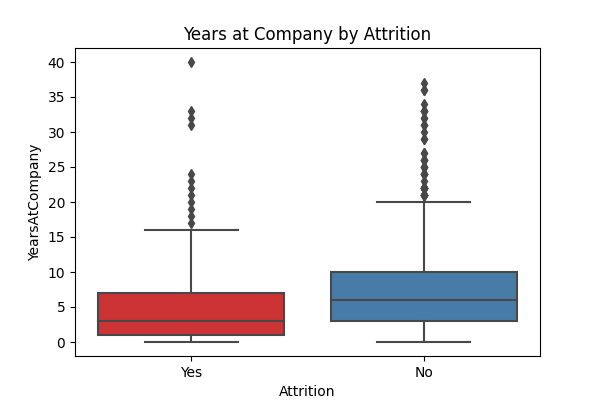 Years at Company by Attrition
YearsAtCompany
40
35
30
25
20
15
10
5
0
Yes
No
Attrition